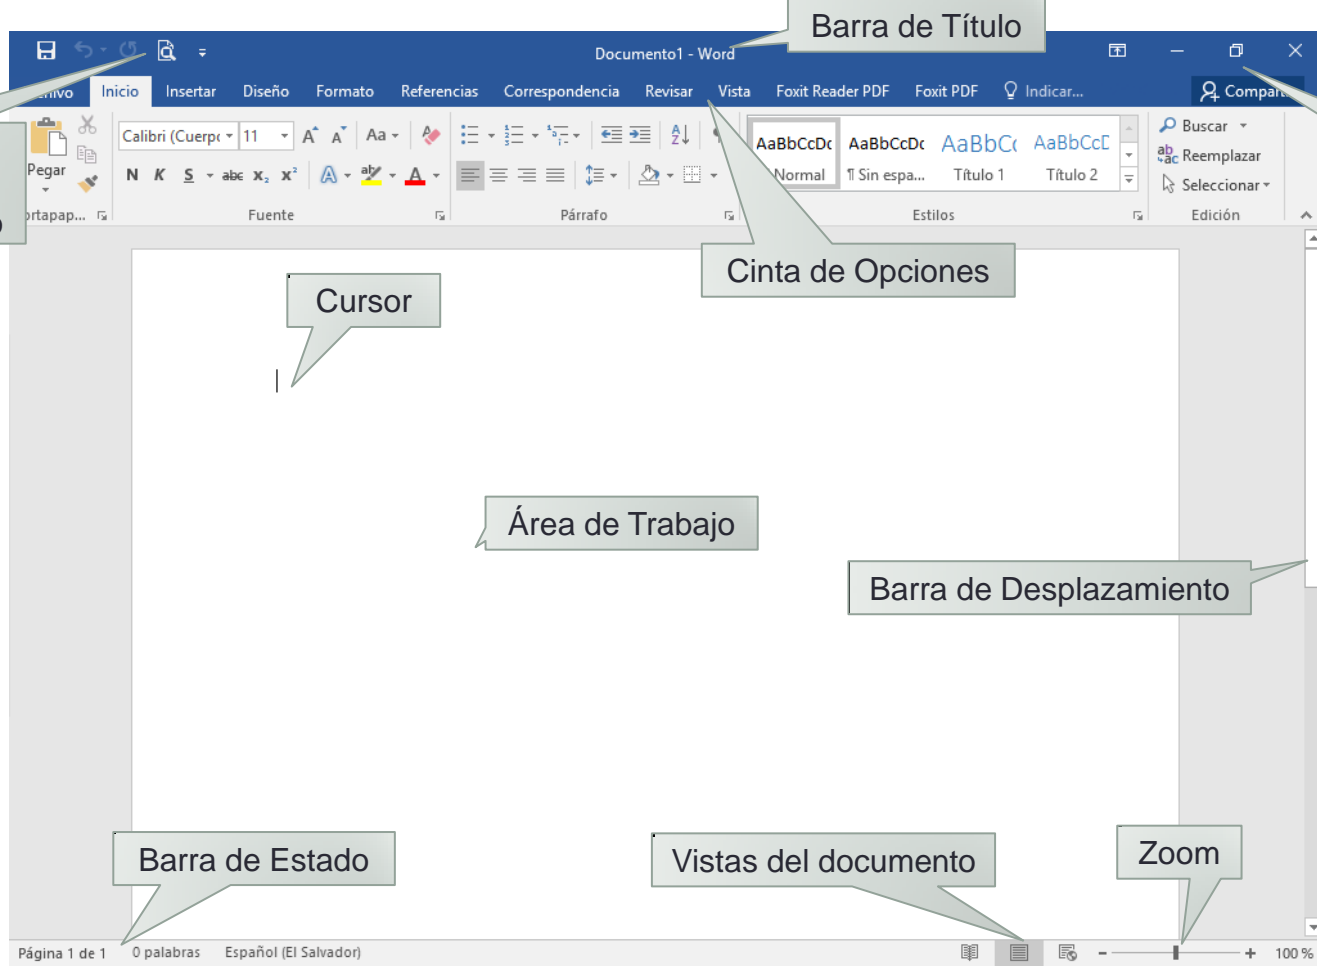 Barra de Título
Documento1 - Word
Inicio Insertar Diseño Formato Referencias Correspondencia Revisar Vista Foxit Reader PDF Foxit PDF Indicar...
Calibri (Cuerpo 11 Aa
AaBbCcDc AaBbCcDc AaBbCc AaBbCcD
Buscar
Reemplazar
Seleccionar
Pegar
N K S abc x₂ x² A aby A
Normal ¶ Sin espa... Título 1 Título 2
Fuente Párrafo Estilos Edición
Cinta de Opciones
Cursor
Área de Trabajo
Barra de Desplazamiento
Barra de Estado
Vistas del documento
Zoom
Página 1 de 1 0 palabras Español (El Salvador) 100 %